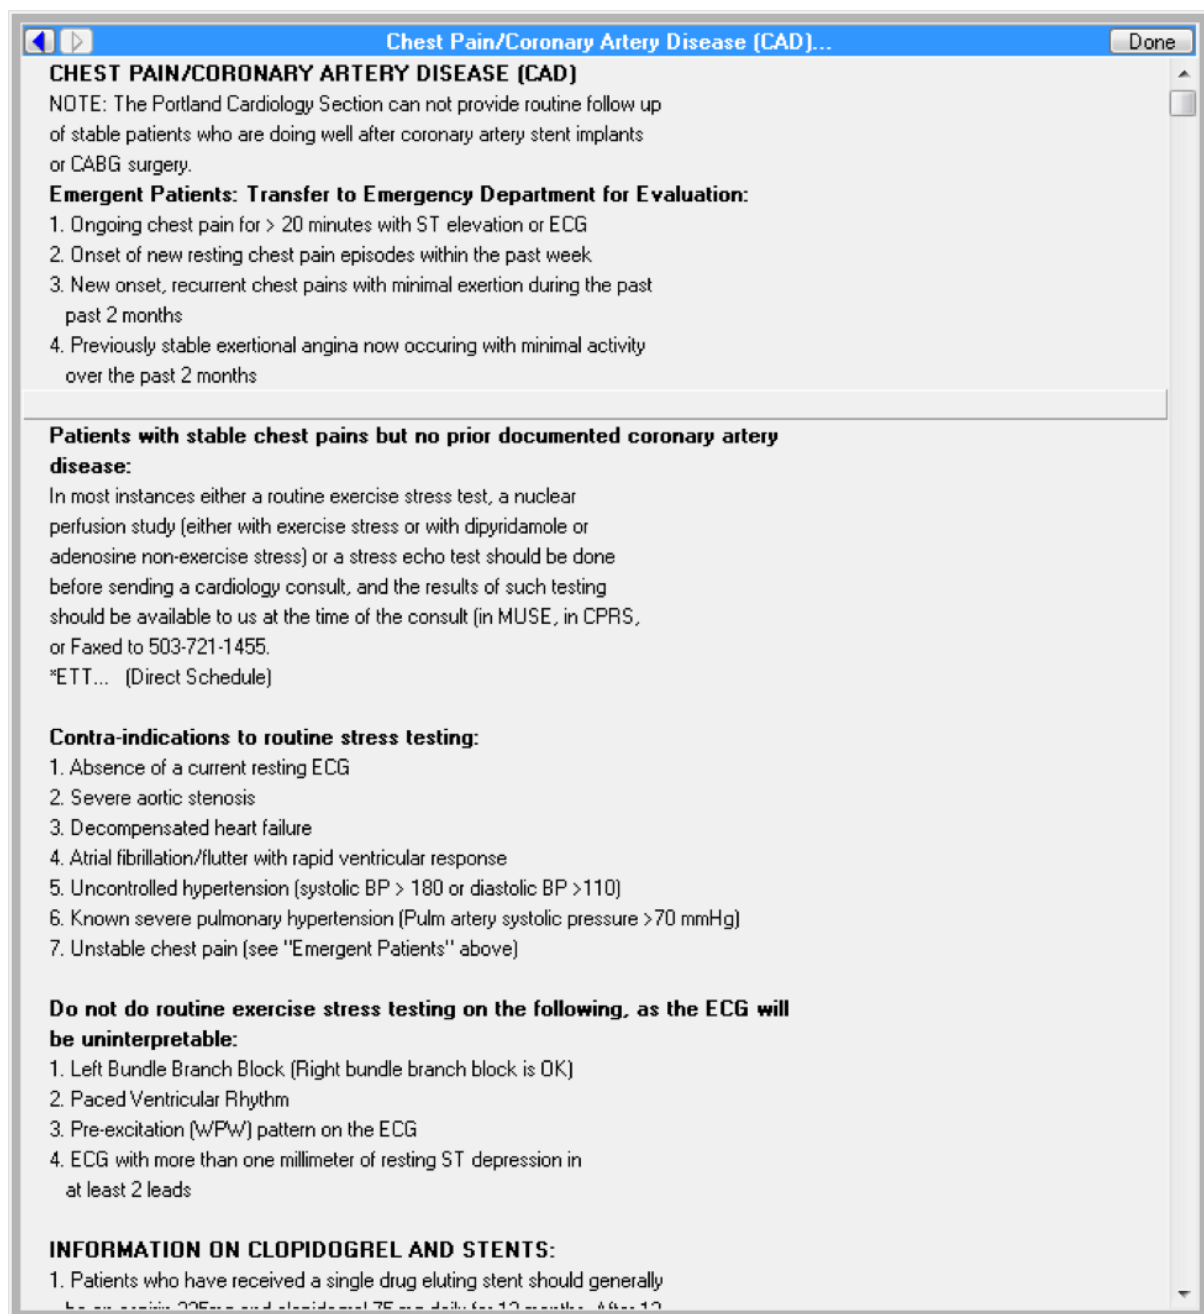 Chest Pain/Coronary Artery Disease (CAD)...
Done
CHEST PAIN/CORONARY ARTERY DISEASE (CAD)
NOTE: The Portland Cardiology Section can not provide routine follow up
of stable patients who are doing well after coronary artery stent implants
or CABG surgery.
Emergent Patients: Transfer to Emergency Department for Evaluation:
1. Ongoing chest pain for > 20 minutes with ST elevation or ECG
2. Onset of new resting chest pain episodes within the past week
3. New onset, recurrent chest pains with minimal exertion during the past
past 2 months
4. Previously stable exertional angina now occuring with minimal activity
over the past 2 months
Patients with stable chest pains but no prior documented coronary artery
disease:
In most instances either a routine exercise stress test, a nuclear
perfusion study (either with exercise stress or with dipyridamole or
adenosine non-exercise stress) or a stress echo test should be done
before sending a cardiology consult, and the results of such testing
should be available to us at the time of the consult (in MUSE, in CPRS,
or Faxed to 503-721-1455.
*ETT... (Direct Schedule)
Contra-indications to routine stress testing:
1. Absence of a current resting ECG
2. Severe aortic stenosis
3. Decompensated heart failure
4. Atrial fibrillation/flutter with rapid ventricular response
5. Uncontrolled hypertension (systolic BP > 180 or diastolic BP >110)
6. Known severe pulmonary hypertension (Pulm artery systolic pressure >70 mmHg)
7. Unstable chest pain (see "Emergent Patients" above)
Do not do routine exercise stress testing on the following, as the ECG will
be uninterpretable:
1. Left Bundle Branch Block (Right bundle branch block is OK)
2. Paced Ventricular Rhythm
3. Pre-excitation (WPW) pattern on the ECG
4. ECG with more than one millimeter of resting ST depression in
at least 2 leads
INFORMATION ON CLOPIDOGREL AND STENTS:
1. Patients who have received a single drug eluting stent should generally